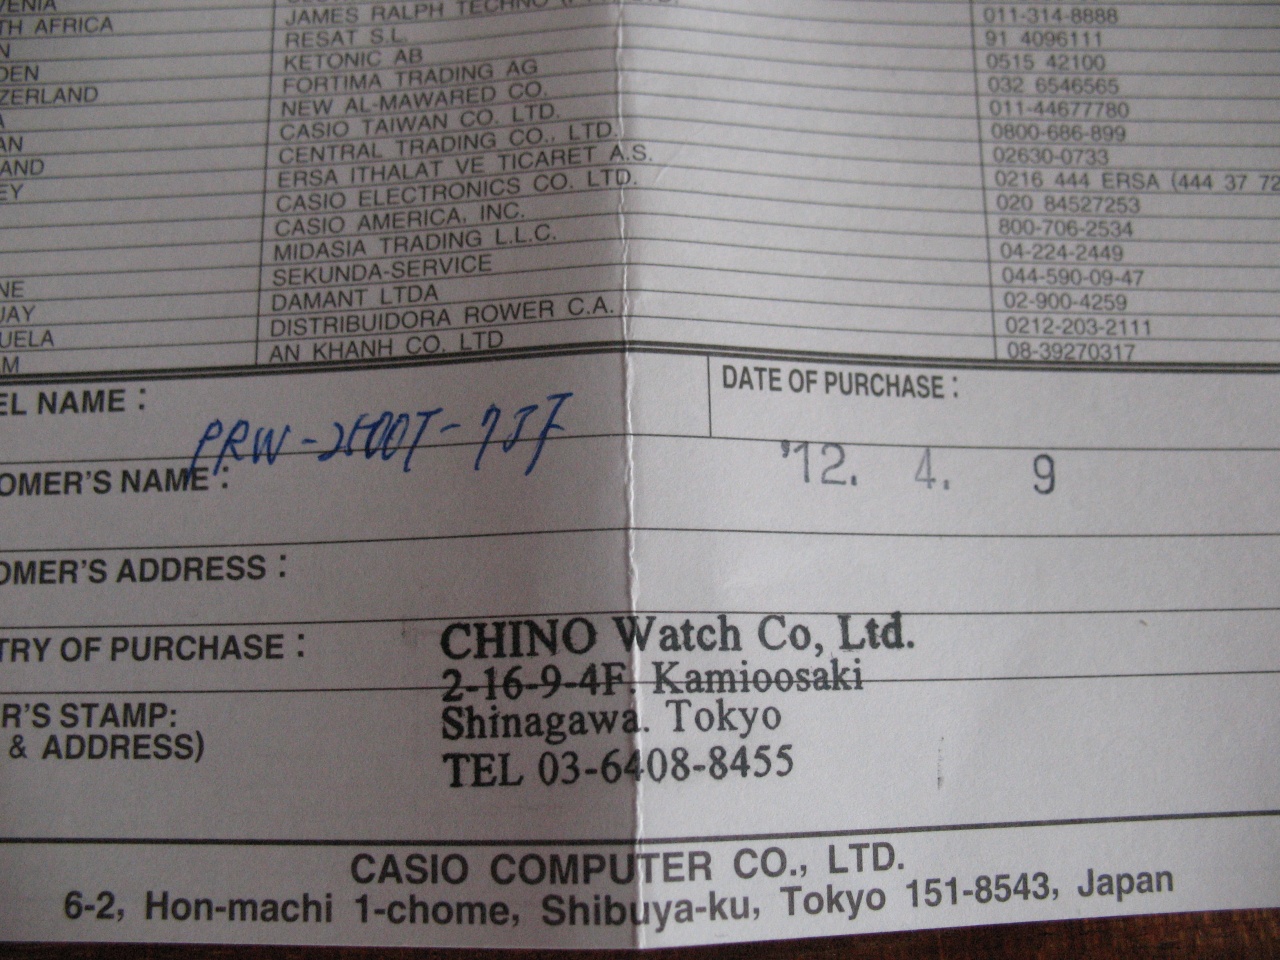 VENIA
TH AFRICA JAMES RALPH TECHNO 011-314-8888
N RESAT S.L. 91 4096111
DEN KETONIC AB 0515 42100
ZERLAND FORTIMA TRADING AG 032 6546565
A NEW AL-MAWARED CO. 011-44677780
AN CASIO TAIWAN CO. LTD. 0800-686-899
AND CENTRAL TRADING CO., LTD. 02630-0733
EY ERSA ITHALAT VE TICARET A.S. 0216 444 ERSA (444 37 72
CASIO ELECTRONICS CO. LTD. 020 84527253
CASIO AMERICA, INC. 800-706-2534
MIDASIA TRADING L.L.C. 04-224-2449
NE SEKUNDA-SERVICE 044-590-09-47
UAY DAMANT LTDA 02-900-4259
UELA DISTRIBUIDORA ROWER C.A. 0212-203-2111
M AN KHANH CO. LTD 08-39270317
EL NAME : PRW-2500T-7JF
DATE OF PURCHASE :
'12. 4. 9
OMER'S NAME :
OMER'S ADDRESS :
TRY OF PURCHASE :
R'S STAMP:
& ADDRESS)
CHINO Watch Co, Ltd.
2-16-9-4F. Kamioosaki
Shinagawa. Tokyo
TEL 03-6408-8455
CASIO COMPUTER CO., LTD.
6-2, Hon-machi 1-chome, Shibuya-ku, Tokyo 151-8543, Japan